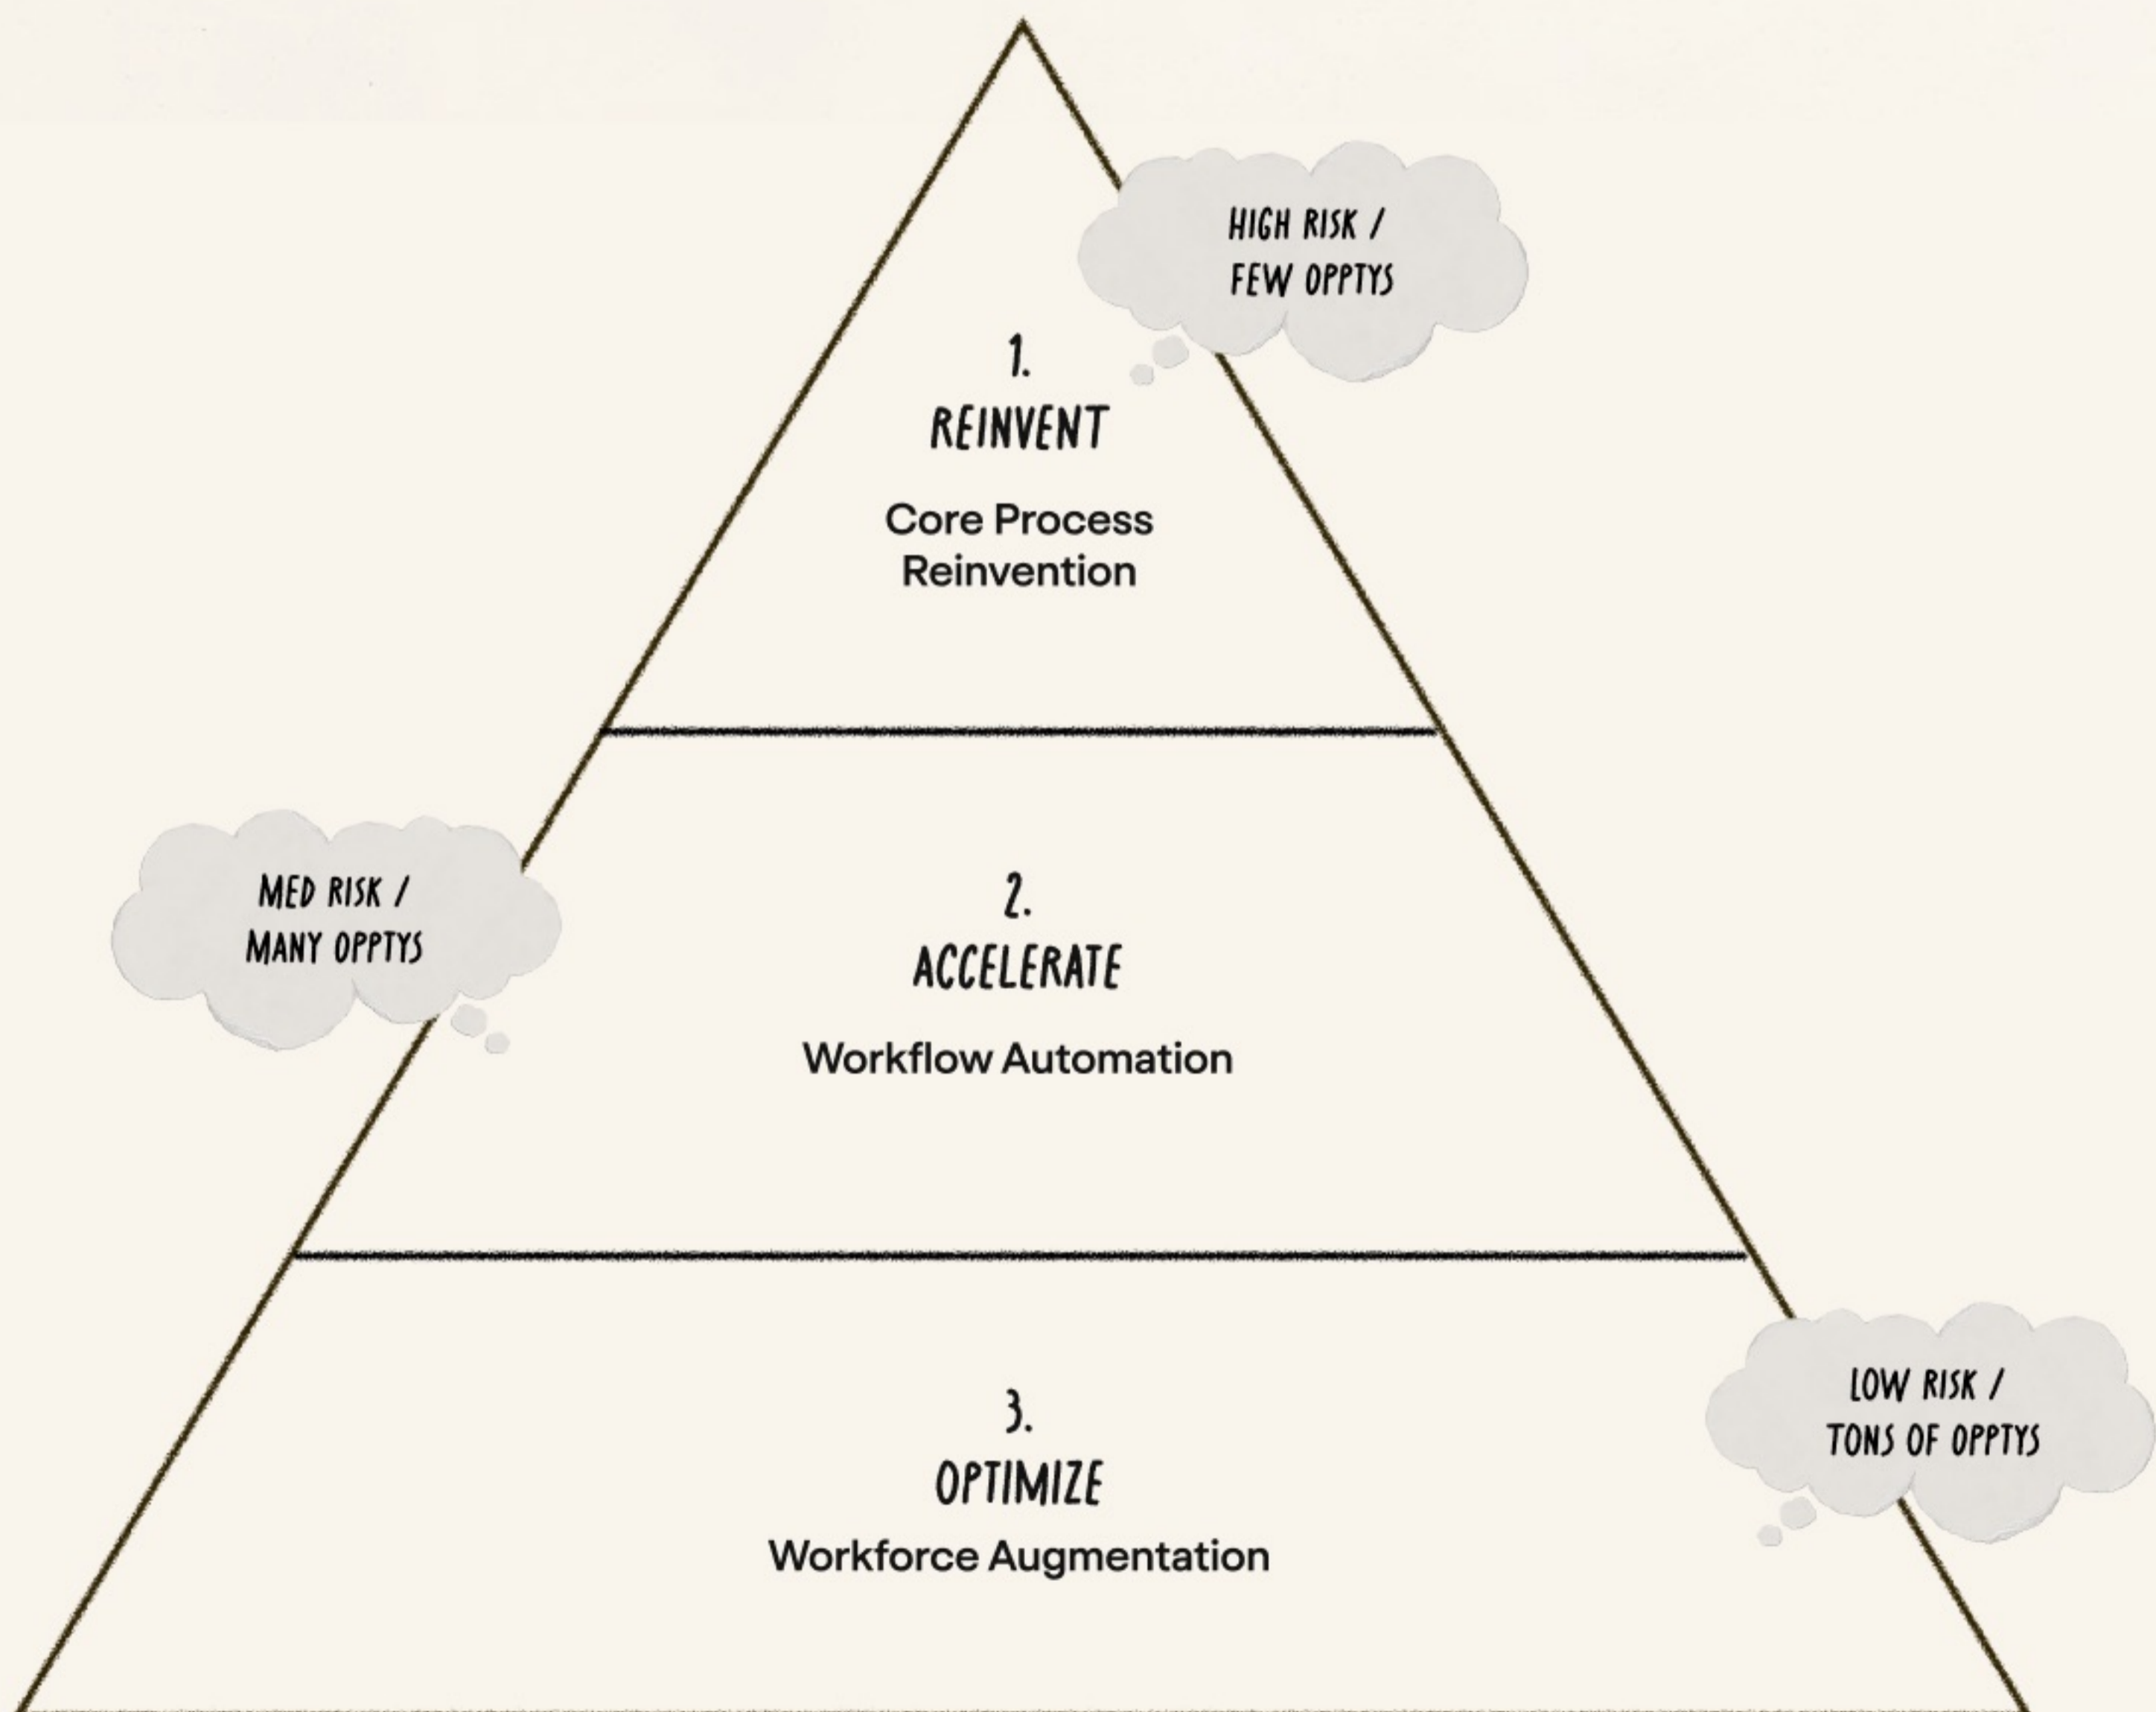 HIGH RISK /
FEW OPPTYS
1.
REINVENT
Core Process
Reinvention
MED RISK /
MANY OPPTYS
2.
ACCELERATE
Workflow Automation
LOW RISK /
TONS OF OPPTYS
3.
OPTIMIZE
Workforce Augmentation